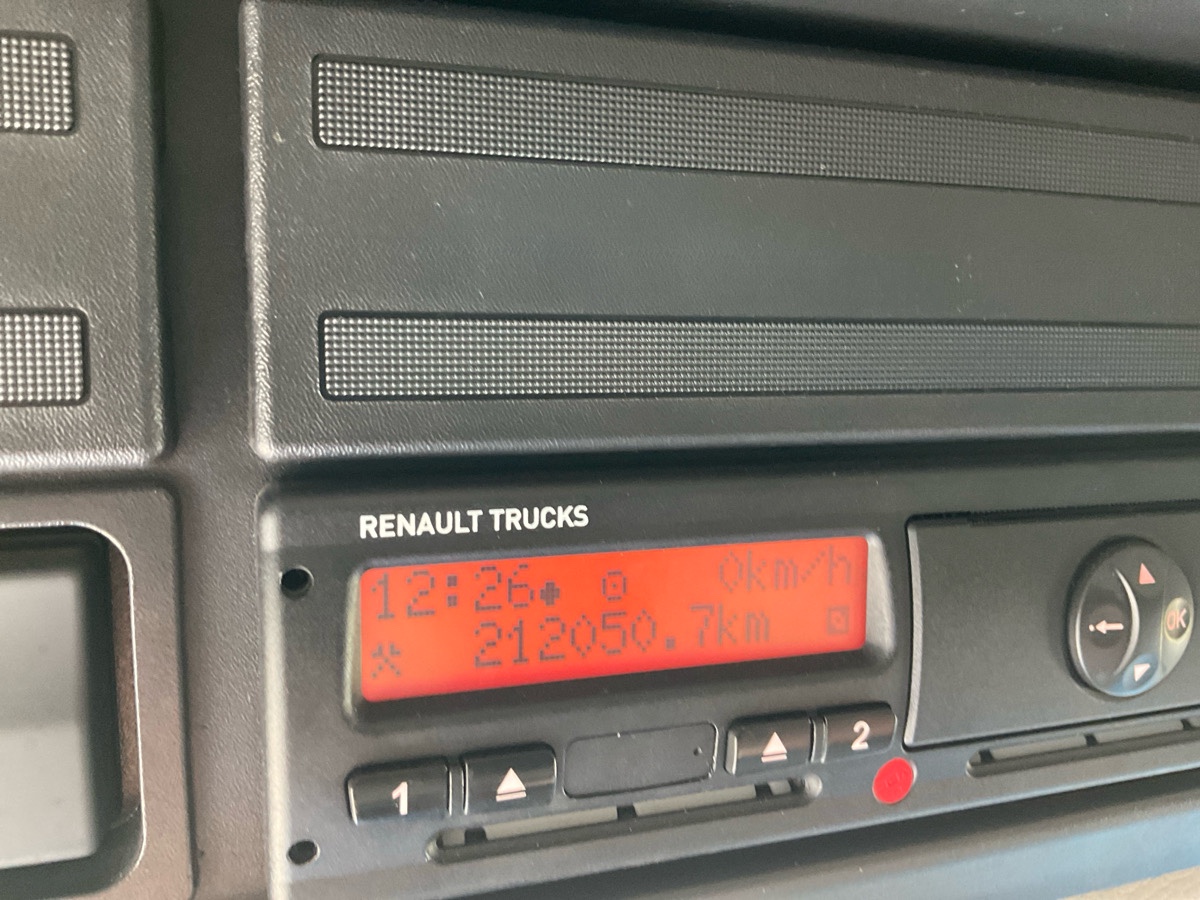 RENAULT TRUCKS
12:26 0km/h
212050.7km
OK
1 2